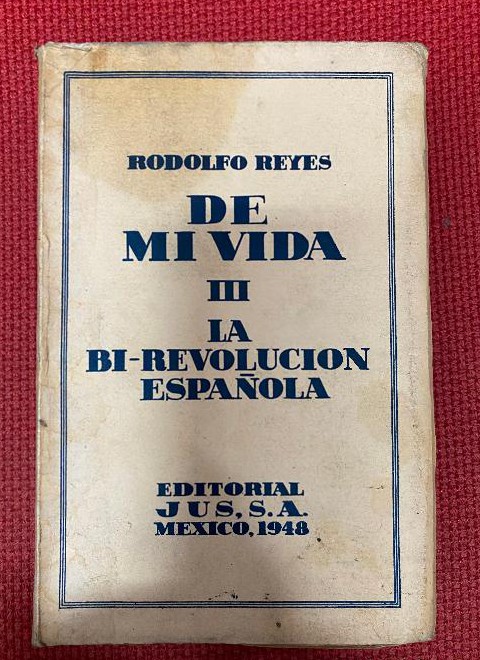 RODOLFO REYES
DE
MI VIDA
III
LA
BI-REVOLUCION
ESPAÑOLA
EDITORIAL
JUS, S.A.
MEXICO, 1948